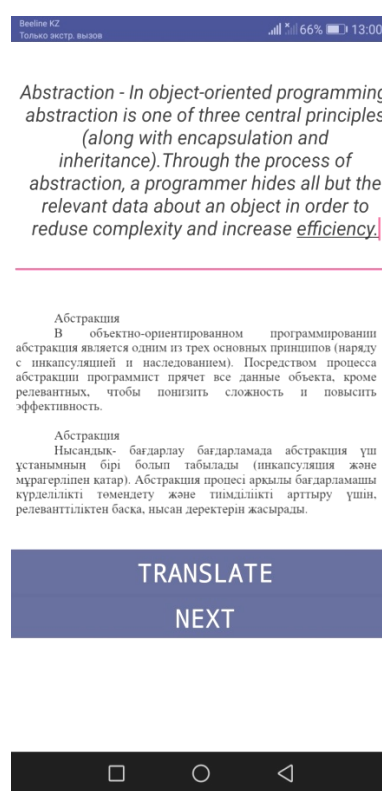 Beeline KZ
Только экстр. вызов
66% 13:00
Abstraction - In object-oriented programming
abstraction is one of three central principles
(along with encapsulation and
inheritance).Through the process of
abstraction, a programmer hides all but the
relevant data about an object in order to
reduse complexity and increase efficiency.
Абстракция
В объектно-ориентированном программировании
абстракция является одним из трех основных принципов (наряду
с инкапсуляцией и наследованием). Посредством процесса
абстракции программист прячет все данные объекта, кроме
релевантных, чтобы понизить сложность и повысить
эффективность.
Абстракция
Нысандық- бағдарлау бағдарламада абстракция үш
ұстанымнын бірі болып табылады (инкапсуляция және
мұрагерліпен қатар). Абстракция процесі арқылы бағдарламашы
күрделілікті төмендету және тиімділіікті арттыру үшін,
релеванттіліктен басқа, нысан деректерін жасырады.
TRANSLATE
NEXT